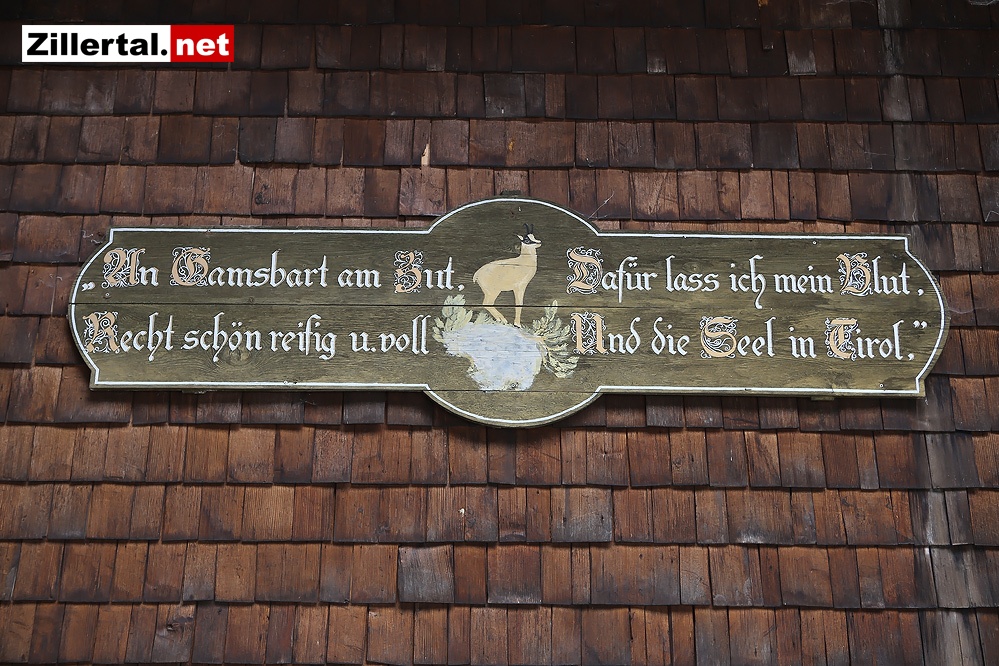 Zillertal.net
„An Gamsbart am Hut,
Recht schön reisig u. voll
Dafür lass ich mein Blut,
Und die Seel in Tirol.”